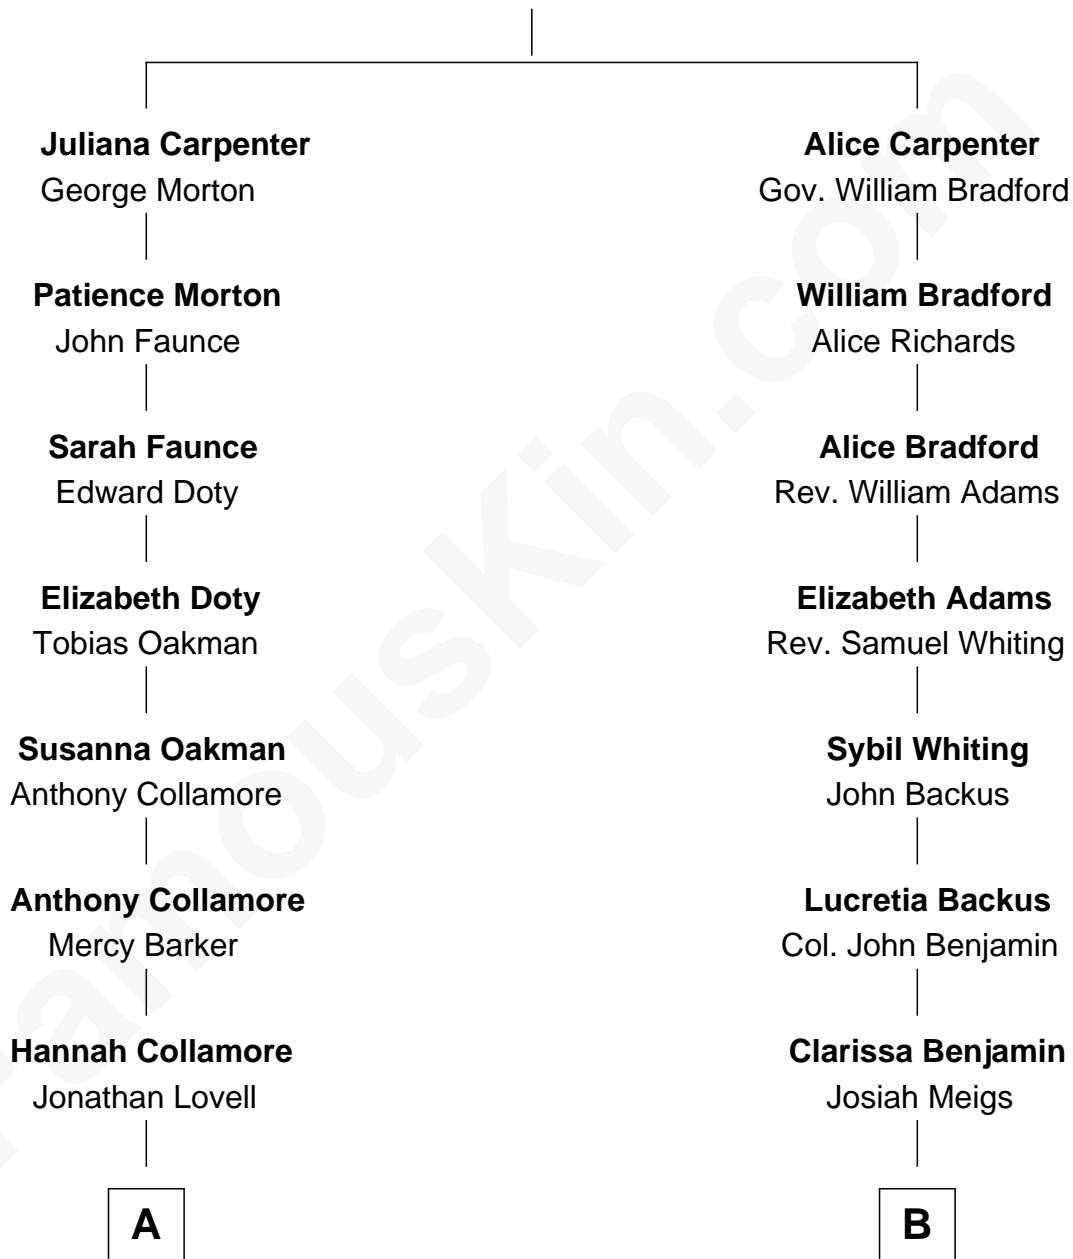 Juliana Carpenter
George Morton
Alice Carpenter
Gov. William Bradford
Patience Morton
John Faunce
William Bradford
Alice Richards
Sarah Faunce
Edward Doty
Alice Bradford
Rev. William Adams
Elizabeth Doty
Tobias Oakman
Elizabeth Adams
Rev. Samuel Whiting
Susanna Oakman
Anthony Collamore
Sybil Whiting
John Backus
Anthony Collamore
Mercy Barker
Lucretia Backus
Col. John Benjamin
Hannah Collamore
Jonathan Lovell
Clarissa Benjamin
Josiah Meigs
A
B
FamousKin.com